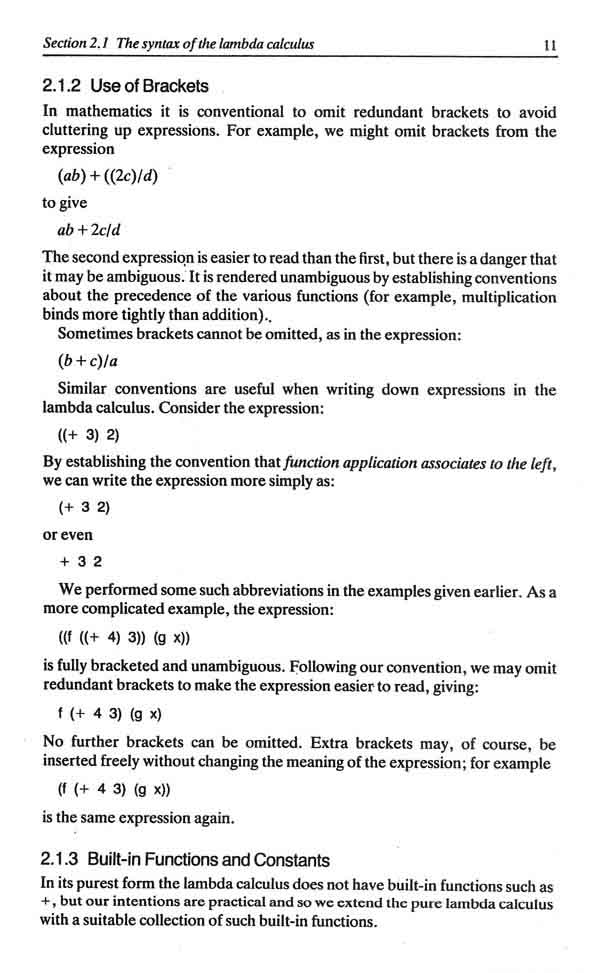 Section 2.1 The syntax of the lambda calculus 11
2.1.2 Use of Brackets
In mathematics it is conventional to omit redundant brackets to avoid
cluttering up expressions. For example, we might omit brackets from the
expression
(ab) + ((2c)/d)
to give
ab + 2c/d
The second expression is easier to read than the first, but there is a danger that
it may be ambiguous. It is rendered unambiguous by establishing conventions
about the precedence of the various functions (for example, multiplication
binds more tightly than addition).
Sometimes brackets cannot be omitted, as in the expression:
(b + c)/a
Similar conventions are useful when writing down expressions in the
lambda calculus. Consider the expression:
((+ 3) 2)
By establishing the convention that function application associates to the left,
we can write the expression more simply as:
(+ 3 2)
or even
+ 3 2
We performed some such abbreviations in the examples given earlier. As a
more complicated example, the expression:
((f ((+ 4) 3)) (g x))
is fully bracketed and unambiguous. Following our convention, we may omit
redundant brackets to make the expression easier to read, giving:
f (+ 4 3) (g x)
No further brackets can be omitted. Extra brackets may, of course, be
inserted freely without changing the meaning of the expression; for example
(f (+ 4 3) (g x))
is the same expression again.
2.1.3 Built-in Functions and Constants
In its purest form the lambda calculus does not have built-in functions such as
+, but our intentions are practical and so we extend the pure lambda calculus
with a suitable collection of such built-in functions.